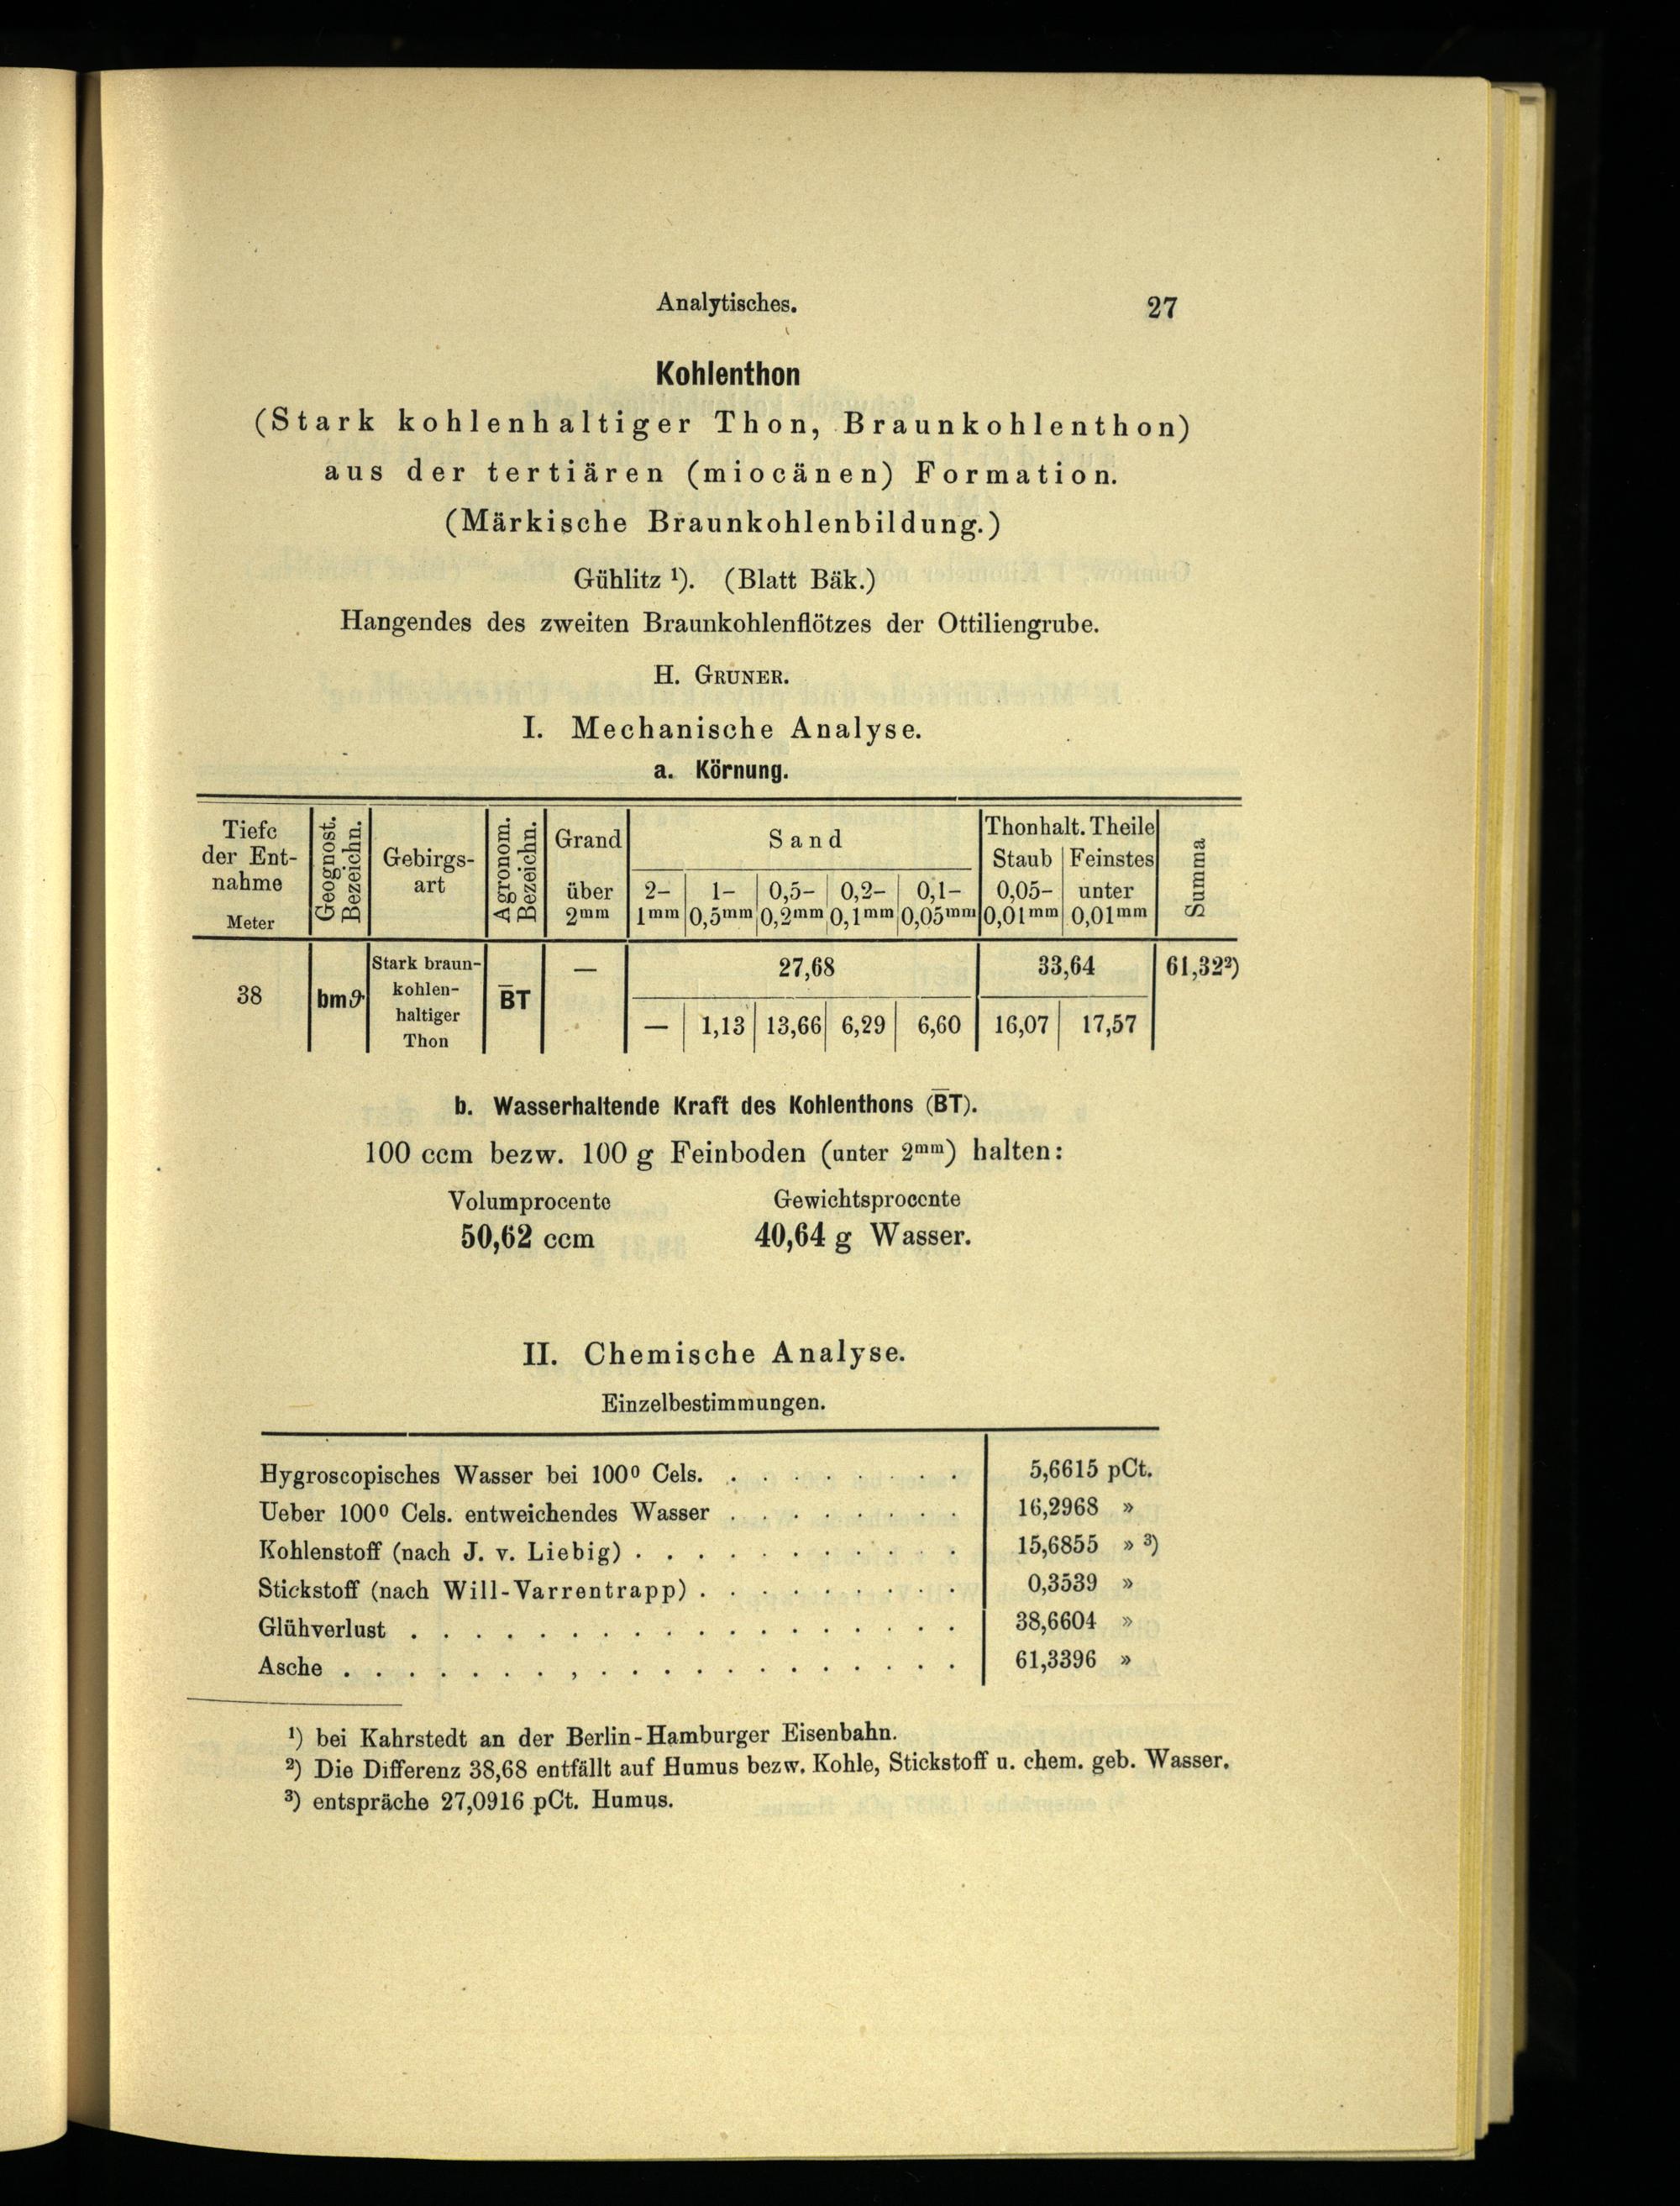 Analytisches. 27
Kohlenthon
(Stark kohlenhaltiger Thon, Braunkohlenthon)
aus der tertiären (miocänen) Formation.
(Märkische Braunkohlenbildung.)
Gühlitz ¹). (Blatt Bäk.)
Hangendes des zweiten Braunkohlenflötzes der Ottiliengrube.
H. GRUNER.
I. Mechanische Analyse.
a. Körnung.
Tiefe der Entnahme Meter | Geognost. Bezeichn. | Gebirgsart | Agronom. Bezeichn. | Grand über 2mm | Sand 2–1mm | 1–0,5mm | 0,5–0,2mm | 0,2–0,1mm | 0,1–0,05mm | Thonhalt. Theile Staub 0,05–0,01mm | Feinstes unter 0,01mm | Summa
38 | bmϑ | Stark braunkohlenhaltiger Thon | B̅T | — | 27,68 | 33,64 | 61,32²)
— | 1,13 | 13,66 | 6,29 | 6,60 | 16,07 | 17,57
b. Wasserhaltende Kraft des Kohlenthons (B̅T).
100 ccm bezw. 100 g Feinboden (unter 2mm) halten:
Volumprocente Gewichtsprocente
50,62 ccm 40,64 g Wasser.
II. Chemische Analyse.
Einzelbestimmungen.
Hygroscopisches Wasser bei 100⁰ Cels. . . . . . . . . 5,6615 pCt.
Ueber 100⁰ Cels. entweichendes Wasser . . . . . . . . 16,2968 »
Kohlenstoff (nach J. v. Liebig) . . . . . . . . . . . 15,6855 » ³)
Stickstoff (nach Will-Varrentrapp) . . . . . . . . . 0,3539 »
Glühverlust . . . . . . . . . . . . . . . . . . 38,6604 »
Asche . . . . . . . . . . . . . . . . . . . . 61,3396 »
¹) bei Kahrstedt an der Berlin-Hamburger Eisenbahn.
²) Die Differenz 38,68 entfällt auf Humus bezw. Kohle, Stickstoff u. chem. geb. Wasser.
³) entspräche 27,0916 pCt. Humus.